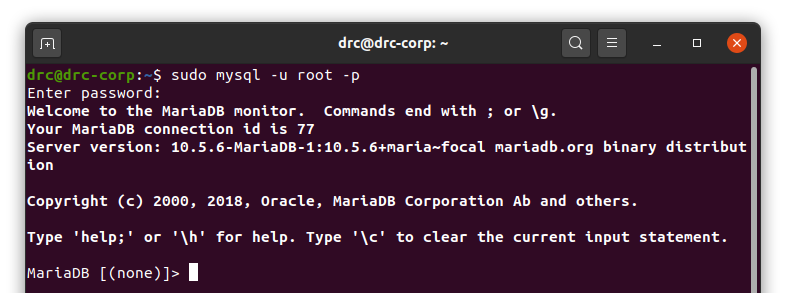 drc@drc-corp: ~
drc@drc-corp:~$ sudo mysql -u root -p
Enter password:
Welcome to the MariaDB monitor.  Commands end with ; or \g.
Your MariaDB connection id is 77
Server version: 10.5.6-MariaDB-1:10.5.6+maria~focal mariadb.org binary distribut
ion
Copyright (c) 2000, 2018, Oracle, MariaDB Corporation Ab and others.
Type 'help;' or '\h' for help. Type '\c' to clear the current input statement.
MariaDB [(none)]>